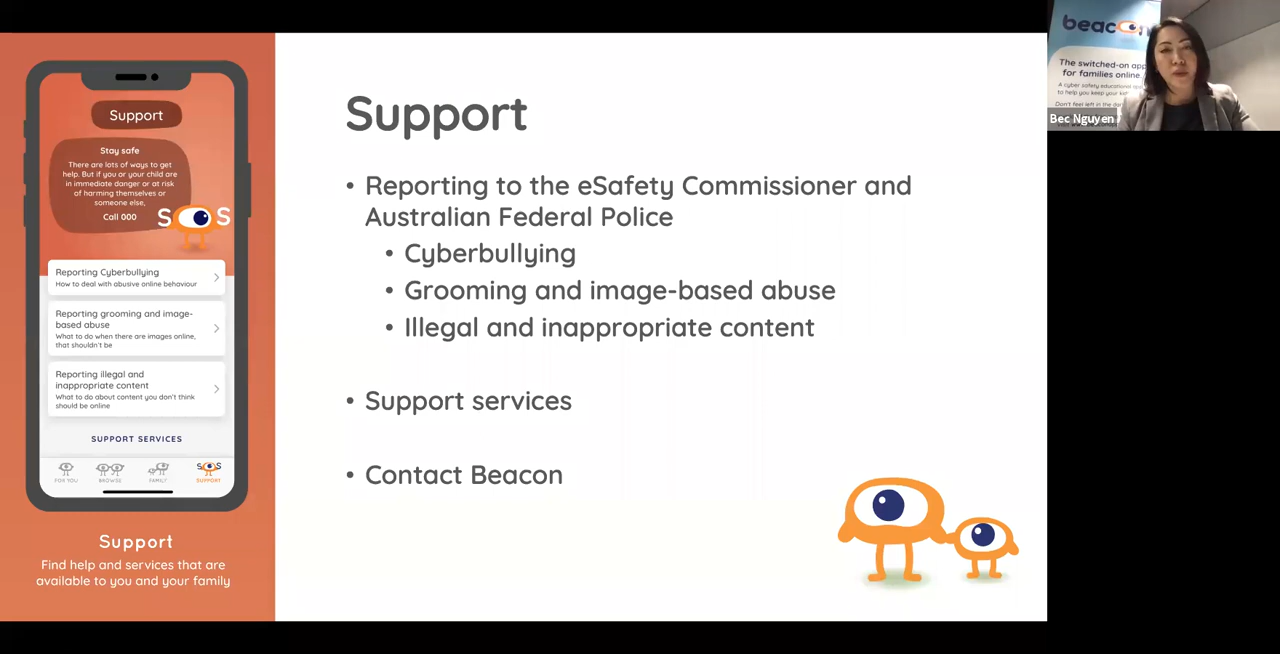 Support
Stay safe
There are lots of ways to get
help. But if you or your child are
in immediate danger or at risk
of harming themselves or
someone else,
Call 000
S S
Reporting Cyberbullying
How to deal with abusive online behaviour
Reporting grooming and image-
based abuse
What to do when there are images online,
that shouldn't be
Reporting illegal and
inappropriate content
What to do about content you don't think
should be online
SUPPORT SERVICES
FOR YOU
BROWSE
FAMILY
S S
SUPPORT
Support
Find help and services that are
available to you and your family
Support
• Reporting to the eSafety Commissioner and
Australian Federal Police
• Cyberbullying
• Grooming and image-based abuse
• Illegal and inappropriate content
• Support services
• Contact Beacon
beacon
The switched-on app
for families online.
A cyber safety educational
to help you keep your
Don't feel left in the
Bec Nguyen